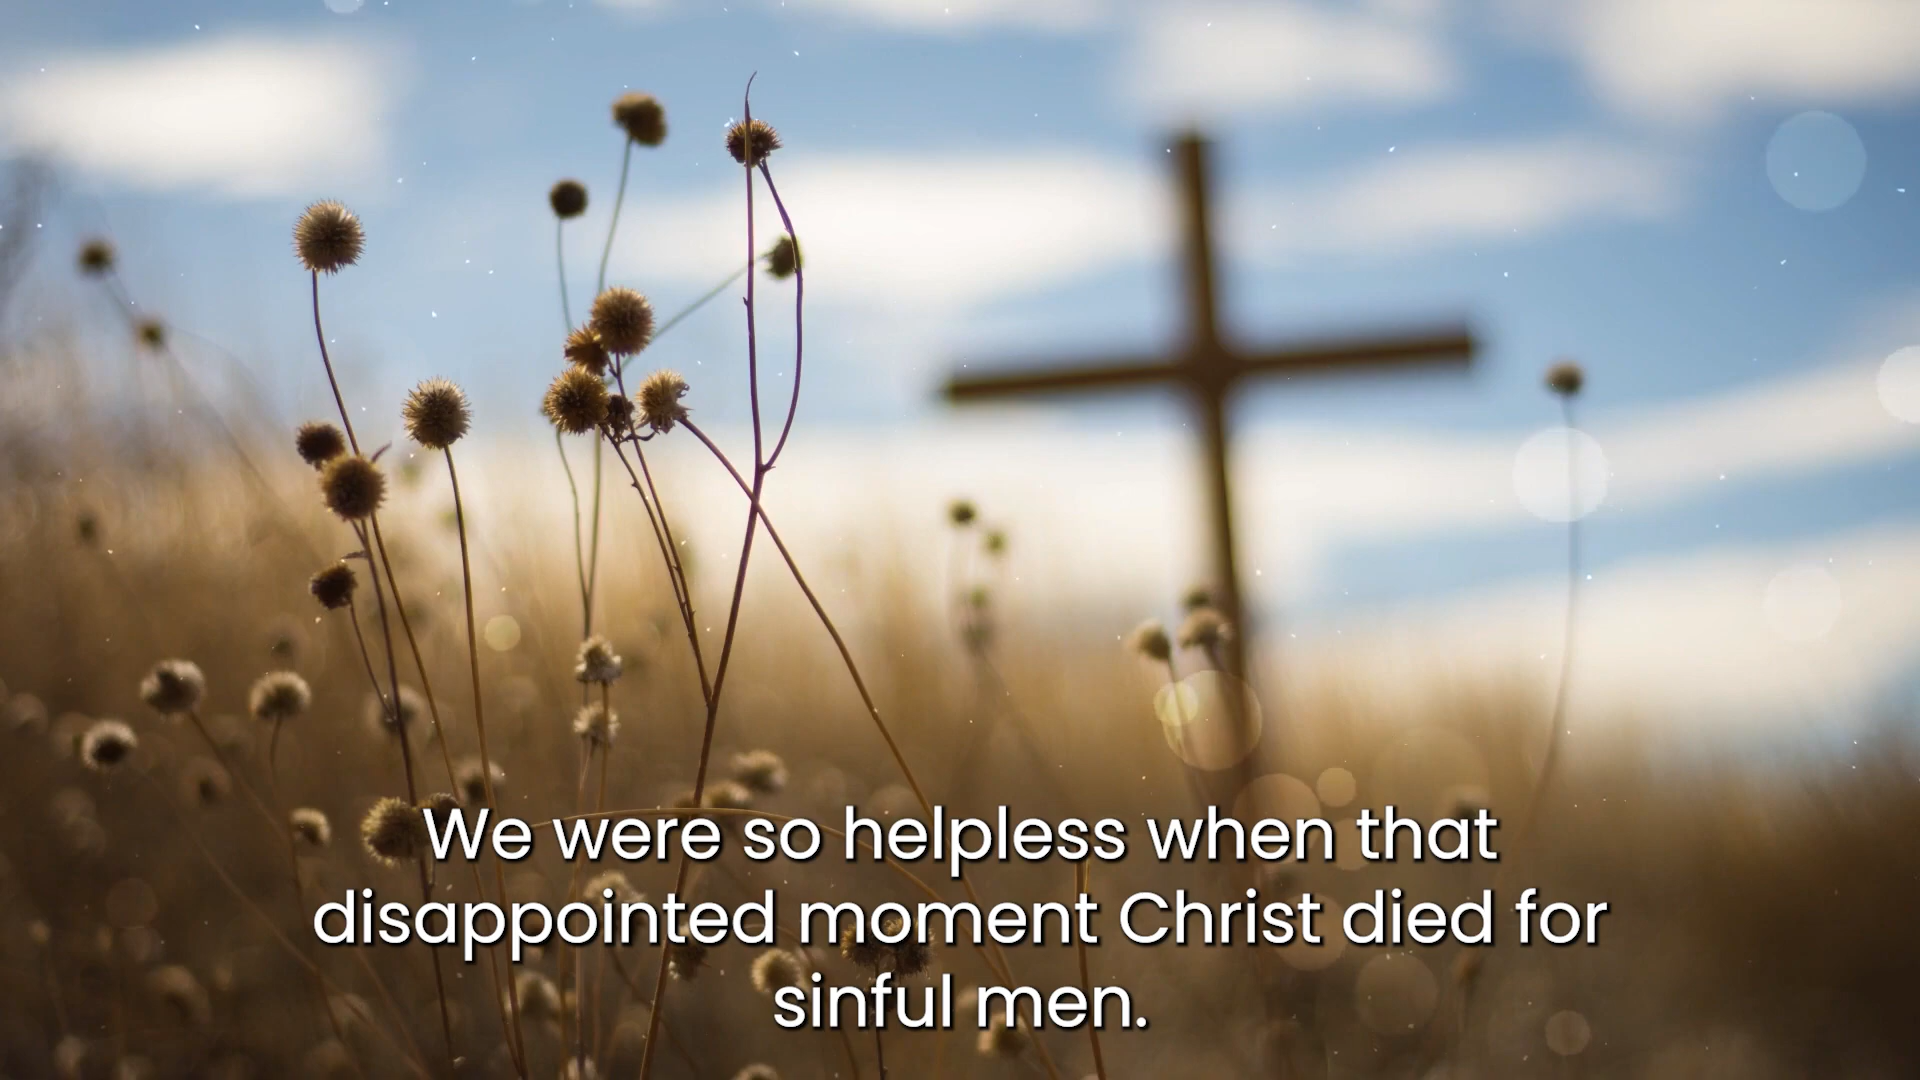 We were so helpless when that
disappointed moment Christ died for
sinful men.